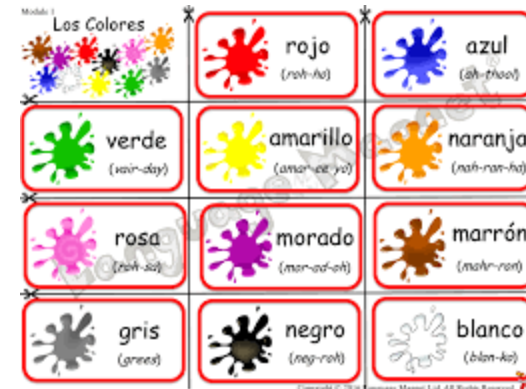 Module 1
Los Colores
rojo
(roh-ho)
azul
(ah-thool)
verde
(vair-day)
amarillo
(amar-ee-yo)
naranja
(nah-ran-ha)
rosa
(roh-sa)
morado
(mor-ad-oh)
marrón
(mahr-ron)
gris
(grees)
negro
(neg-roh)
blanco
(blan-ko)
Language Magnet